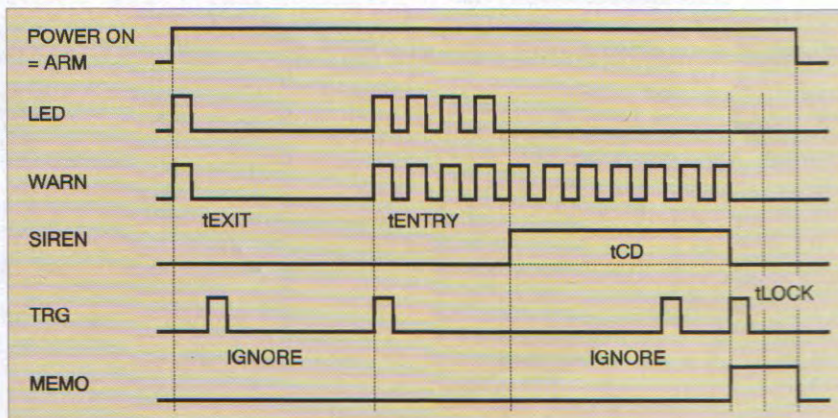 POWER ON
= ARM
LED
WARN
tEXIT
tENTRY
SIREN
tCD
tLOCK
TRG
IGNORE
IGNORE
MEMO